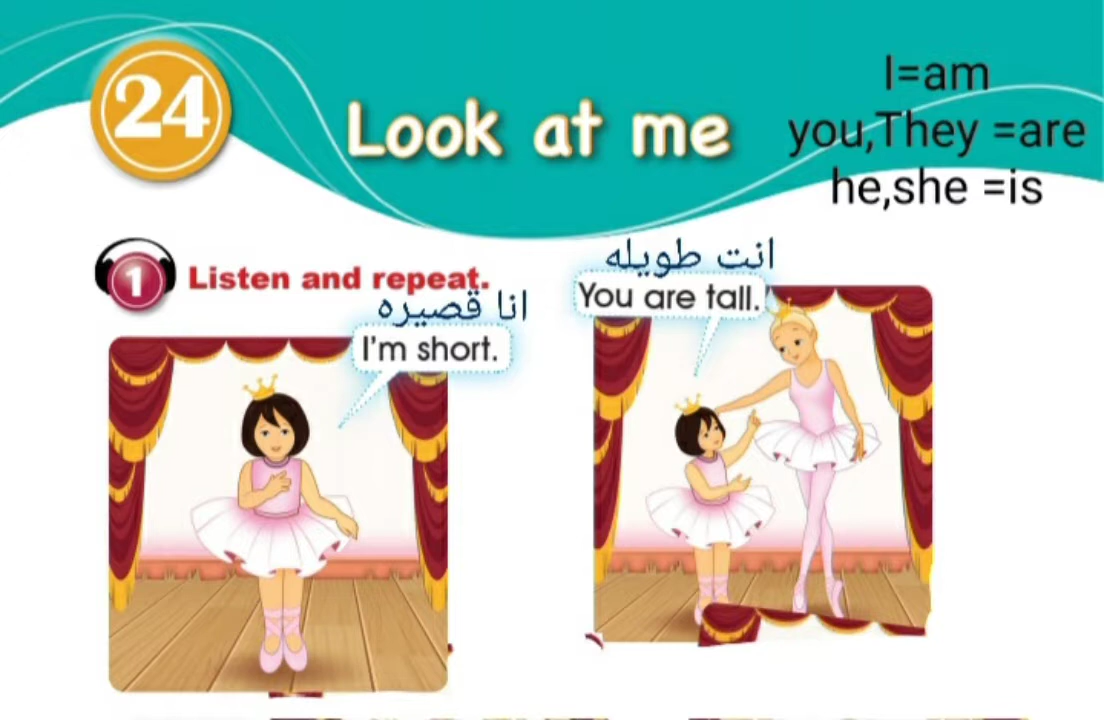 24
Look at me
I=am
you,They =are
he,she =is
1 Listen and repeat.
انا قصيره
I'm short.
انت طويله
You are tall.